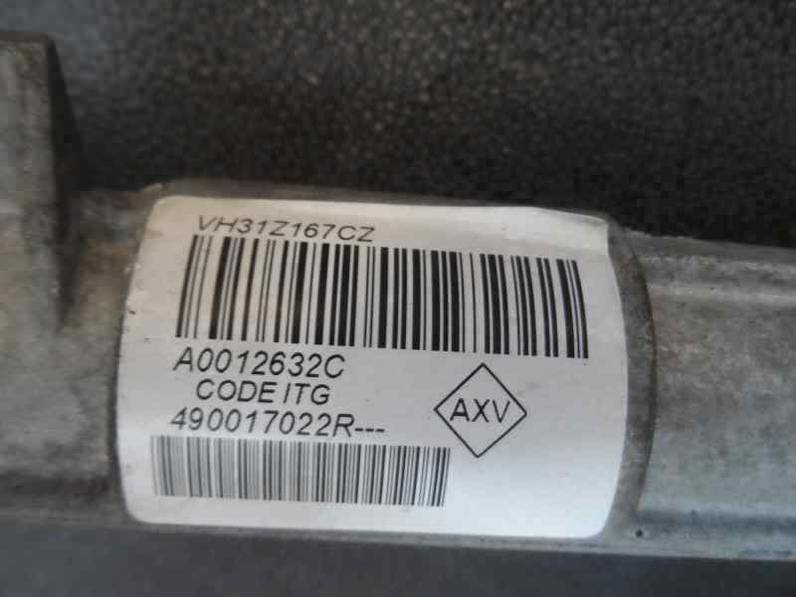 VH31Z167CZ
A0012632C
CODE ITG
AXV
490017022R---